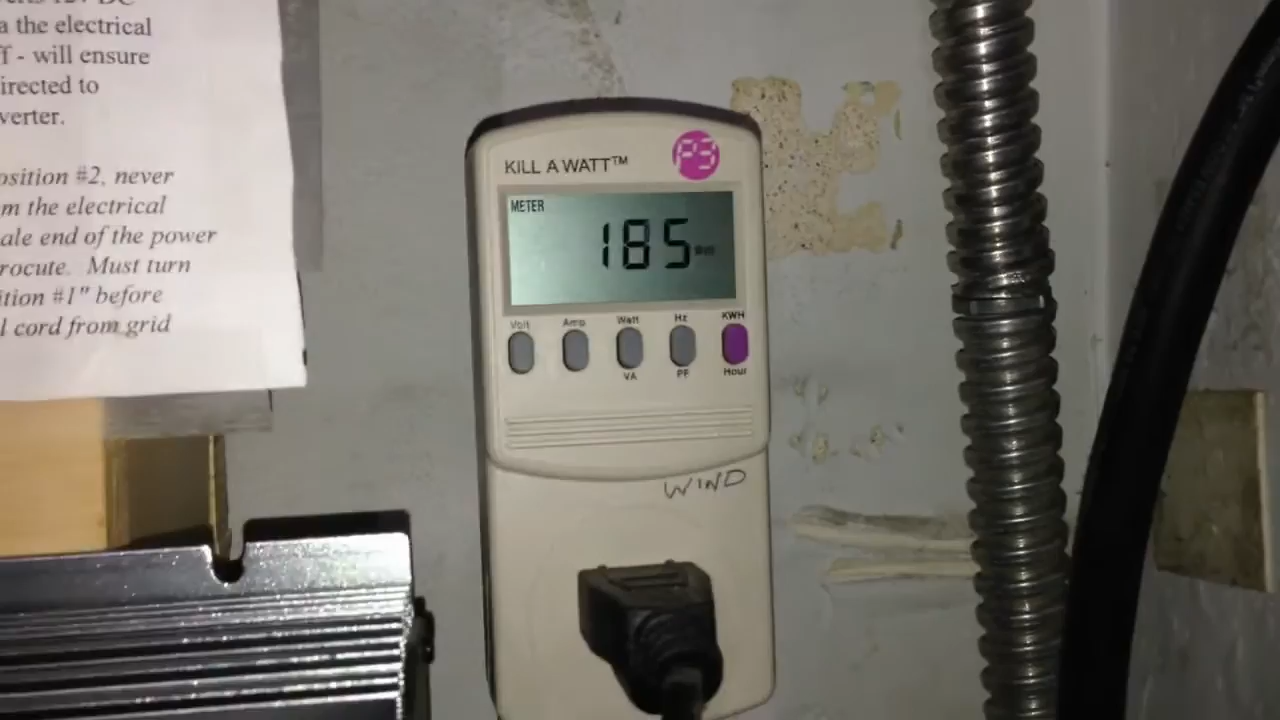 a the electrical
ff - will ensure
irected to
verter.
osition #2, never
m the electrical
ale end of the power
rocute. Must turn
ition #1" before
l cord from grid
KILL A WATT™
P3
METER
185
Volt Amp Watt Hz KWH
VA PF Hour
WIND